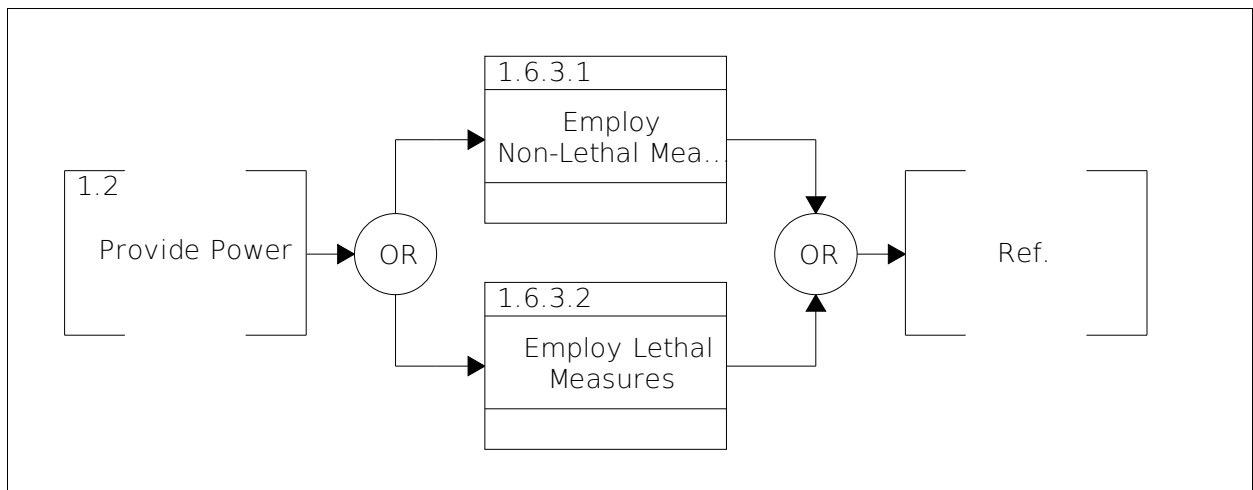 1.2
Provide Power
OR
1.6.3.1
Employ
Non-Lethal Mea...
1.6.3.2
Employ Lethal
Measures
OR
Ref.